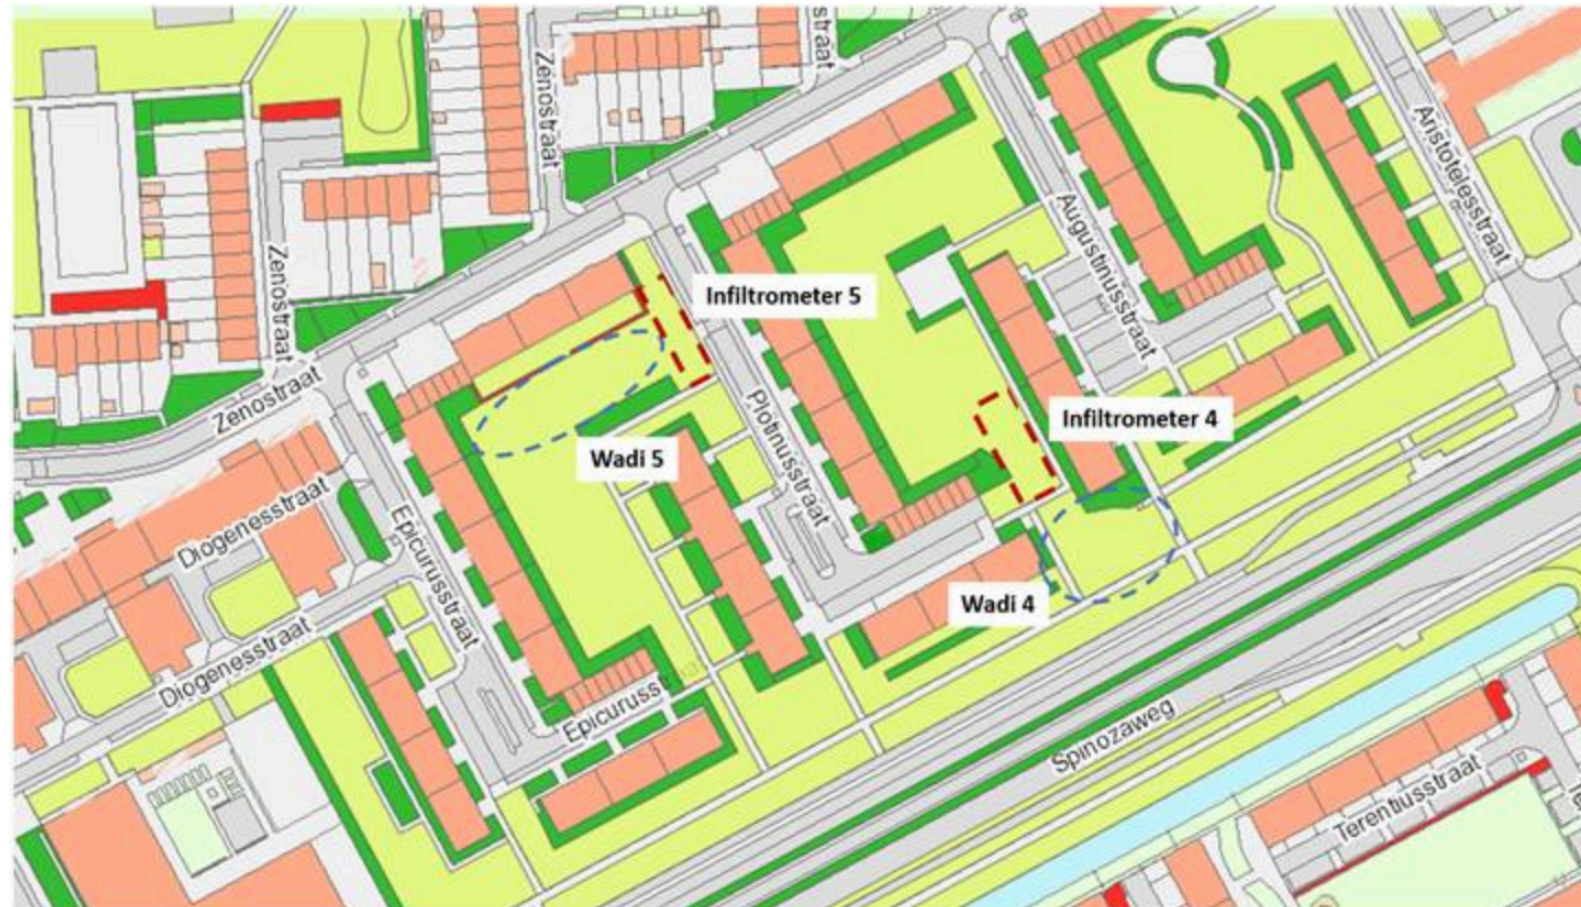 straat
Zenostraat
Aristotelesstraat
Augustinusstraat
Zenostraat
Infiltrometer 5
Zenostraat
Plotinusstraat
Infiltrometer 4
Wadi 5
Diogenesstraat
Epicurusstraat
Wadi 4
Diogenesstraat
Epicurusstraat
Spinozaweg
Terentiusstraat